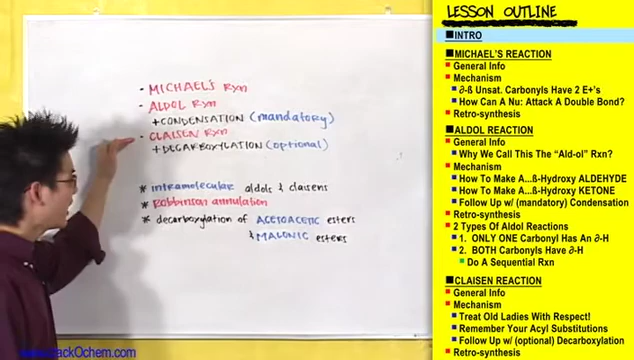 - MICHAEL'S Rxn
- ALDOL Rxn
+ CONDENSATION (mandatory)
- CLAISEN Rxn
+ DECARBOXYLATION (optional)
* intramolecular aldols & claisens
* Robbinson annulation
* decarboxylation of ACETOACETIC esters
& MALONIC esters
LESSON OUTLINE
■INTRO
■MICHAEL'S REACTION
■ General Info
■ Mechanism
■ ∂-ß Unsat. Carbonyls Have 2 E+'s
■ How Can A Nu: Attack A Double Bond?
■ Retro-synthesis
■ALDOL REACTION
■ General Info
■ Why We Call This The "Ald-ol" Rxn?
■ Mechanism
■ How To Make A...ß-Hydroxy ALDEHYDE
■ How To Make A...ß-Hydroxy KETONE
■ Follow Up w/ (mandatory) Condensation
■ Retro-synthesis
■ 2 Types Of Aldol Reactions
■ 1. ONLY ONE Carbonyl Has An ∂-H
■ 2. BOTH Carbonyls Have ∂-H
■ Do A Sequential Rxn
■CLAISEN REACTION
■ General Info
■ Mechanism
■ Treat Old Ladies With Respect!
■ Remember Your Acyl Substitutions
■ Follow Up w/ (optional) Decarboxylation
■ Retro-synthesis